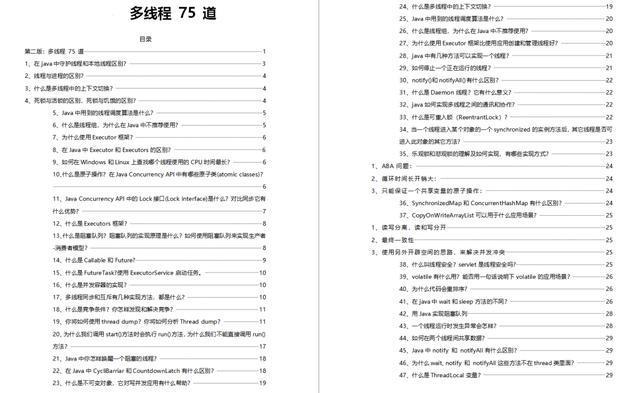 多线程 75 道
目录
第二版：多线程 75 道 1
1、在 java 中守护线程和本地线程区别？ 3
2、线程与进程的区别？ 4
3、什么是多线程中的上下文切换？ 4
4、死锁与活锁的区别，死锁与饥饿的区别？ 4
5、Java 中用到的线程调度算法是什么？ 5
6、什么是线程组，为什么在 Java 中不推荐使用？ 5
7、为什么使用 Executor 框架？ 6
8、在 Java 中 Executor 和 Executors 的区别？ 6
9、如何在 Windows 和 Linux 上查找哪个线程使用的 CPU 时间最长？ 6
10、什么是原子操作？在 Java Concurrency API 中有哪些原子类(atomic classes)？
6
11、Java Concurrency API 中的 Lock 接口(Lock interface)是什么？对比同步它有
什么优势？ 7
12、什么是 Executors 框架？ 8
13、什么是阻塞队列？阻塞队列的实现原理是什么？如何使用阻塞队列来实现生产者
-消费者模型？ 8
14、什么是 Callable 和 Future? 9
15、什么是 FutureTask?使用 ExecutorService 启动任务。 10
16、什么是并发容器的实现？ 10
17、多线程同步和互斥有几种实现方法，都是什么？ 10
18、什么是竞争条件？你怎样发现和解决竞争？ 11
19、你将如何使用 thread dump？你将如何分析 Thread dump？ 11
20、为什么我们调用 start()方法时会执行 run()方法，为什么我们不能直接调用 run()
方法？ 17
21、Java 中你怎样唤醒一个阻塞的线程？ 18
22、在 Java 中 CycliBarriar 和 CountdownLatch 有什么区别？ 18
23、什么是不可变对象，它对写并发应用有什么帮助？ 19
24、什么是多线程中的上下文切换？ 19
25、Java 中用到的线程调度算法是什么？ 20
26、什么是线程组，为什么在 Java 中不推荐使用？ 20
27、为什么使用 Executor 框架比使用应用创建和管理线程好？ 20
28、java 中有几种方法可以实现一个线程？ 21
29、如何停止一个正在运行的线程？ 21
30、notify()和 notifyAll()有什么区别？ 22
31、什么是 Daemon 线程？它有什么意义？ 22
32、java 如何实现多线程之间的通讯和协作？ 22
33、什么是可重入锁（ReentrantLock）？ 22
34、当一个线程进入某个对象的一个 synchronized 的实例方法后，其它线程是否可
进入此对象的其它方法？ 23
35、乐观锁和悲观锁的理解及如何实现，有哪些实现方式？ 23
1、ABA 问题： 24
2、循环时间长开销大： 24
3、只能保证一个共享变量的原子操作： 24
36、SynchronizedMap 和 ConcurrentHashMap 有什么区别？ 24
37、CopyOnWriteArrayList 可以用于什么应用场景？ 25
1、读写分离，读和写分开 25
2、最终一致性 25
3、使用另外开辟空间的思路，来解决并发冲突 25
38、什么叫线程安全？servlet 是线程安全吗? 25
39、volatile 有什么用？能否用一句话说明下 volatile 的应用场景？ 26
40、为什么代码会重排序？ 26
41、在 java 中 wait 和 sleep 方法的不同？ 26
42、用 Java 实现阻塞队列 28
43、一个线程运行时发生异常会怎样？ 28
44、如何在两个线程间共享数据？ 29
45、Java 中 notify 和 notifyAll 有什么区别？ 29
46、为什么 wait, notify 和 notifyAll 这些方法不在 thread 类里面？ 29
47、什么是 ThreadLocal 变量？ 29